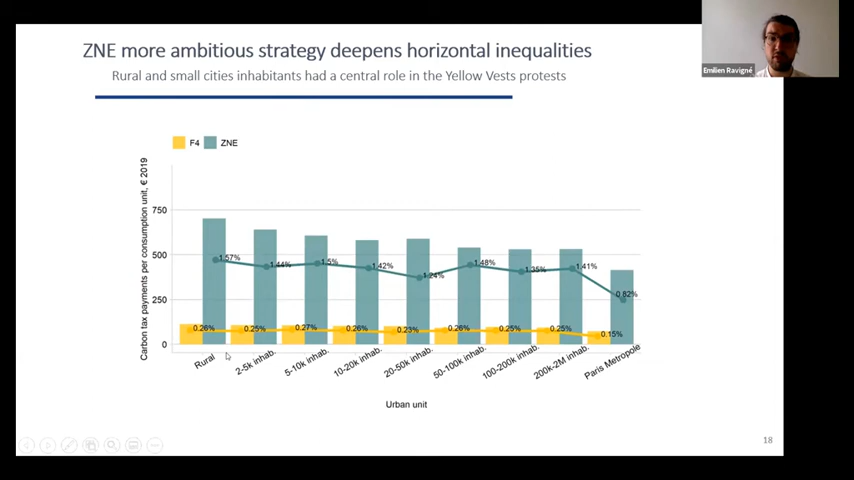 ZNE more ambitious strategy deepens horizontal inequalities
Rural and small cities inhabitants had a central role in the Yellow Vests protests
Emilien Ravigné
F4 ZNE
Carbon tax payments per consumption unit, € 2019
750
500
250
0
1.57% 1.44% 1.5% 1.42% 1.24% 1.48% 1.35% 1.41% 0.82%
0.26% 0.25% 0.27% 0.26% 0.23% 0.26% 0.25% 0.25% 0.15%
Rural 2-5k inhab. 5-10k inhab. 10-20k inhab. 20-50k inhab. 50-100k inhab. 100-200k inhab. 200k-2M inhab. Paris Metropole
Urban unit
18